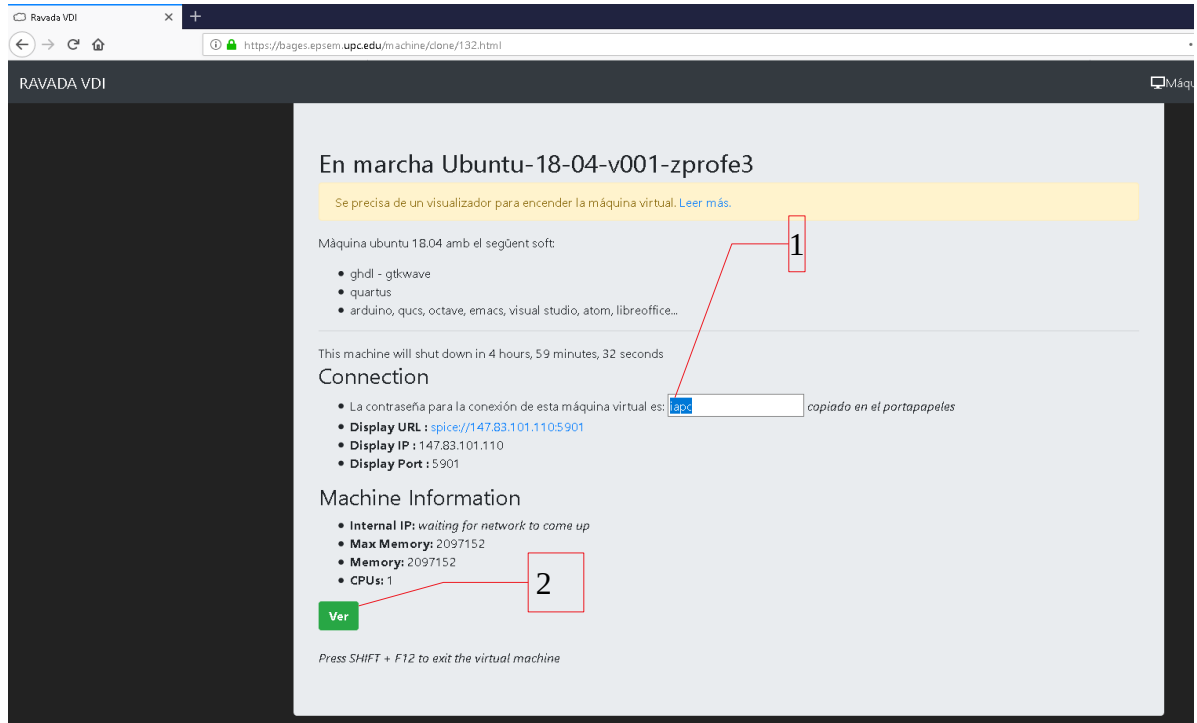 Ravada VDI
https://bages.epsem.upc.edu/machine/clone/132.html
RAVADA VDI
Máqu
En marcha Ubuntu-18-04-v001-zprofe3
Se precisa de un visualizador para encender la máquina virtual. Leer más.
1
Màquina ubuntu 18.04 amb el següent soft:
ghdl - gtkwave
quartus
arduino, qucs, octave, emacs, visual studio, atom, libreoffice...
This machine will shut down in 4 hours, 59 minutes, 32 seconds
Connection
La contraseña para la conexión de esta máquina virtual es: iapc copiado en el portapapeles
Display URL : spice://147.83.101.110:5901
Display IP : 147.83.101.110
Display Port : 5901
Machine Information
Internal IP: waiting for network to come up
Max Memory: 2097152
Memory: 2097152
CPUs: 1
2
Ver
Press SHIFT + F12 to exit the virtual machine